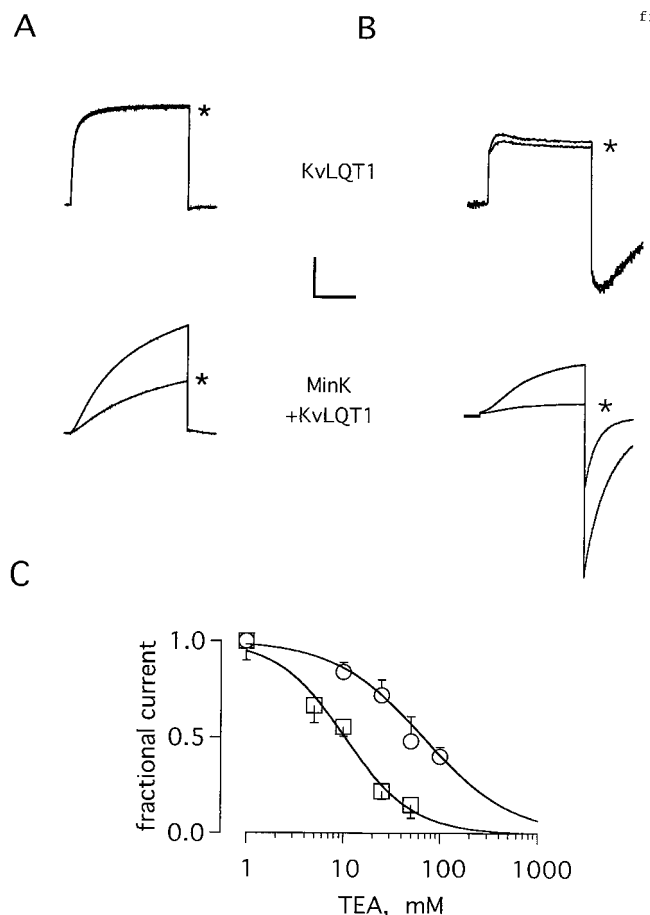 A
B
f
*
*
KvLQT1
*
MinK
+KvLQT1
*
C
1.0
0.5
0.0
fractional current
1
10
100
1000
TEA, mM